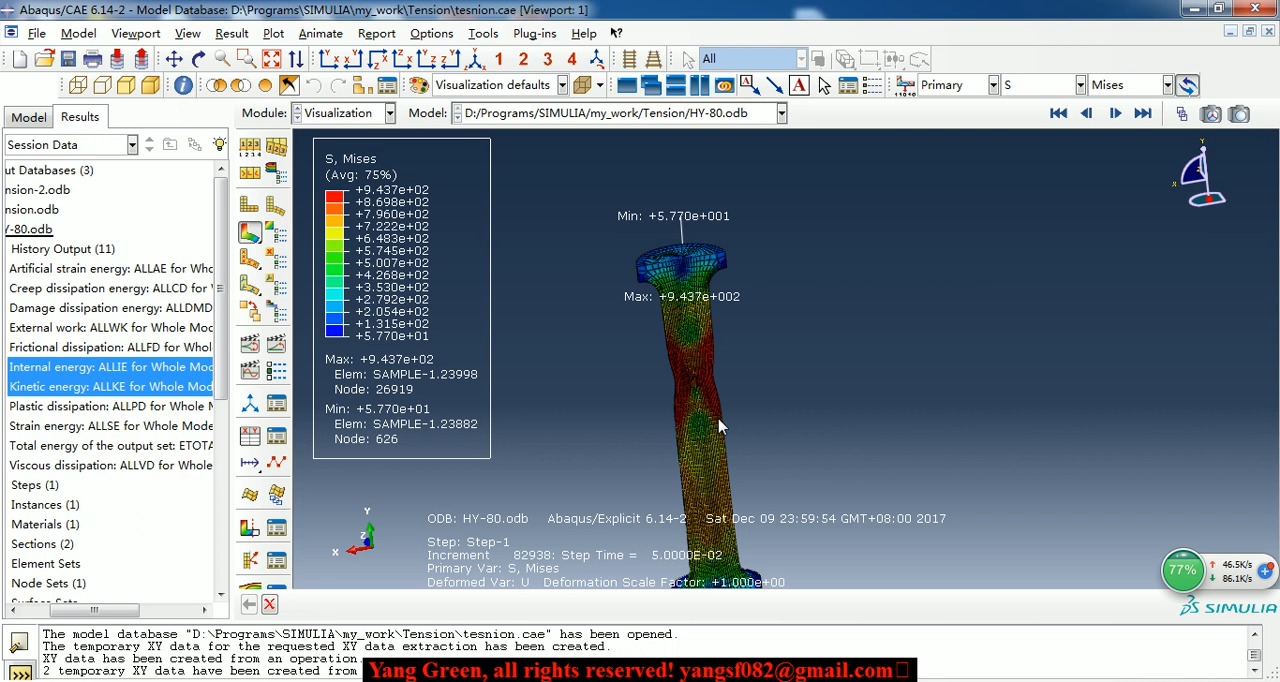 Abaqus/CAE 6.14-2 - Model Database: D:\Programs\SIMULIA\my_work\Tension\tesnion.cae [Viewport: 1]
File Model Viewport View Result Plot Animate Report Options Tools Plug-ins Help
1 2 3 4 All
Visualization defaults Primary S Mises
Model Results Module: Visualization Model: D:/Programs/SIMULIA/my_work/Tension/HY-80.odb
Session Data
ut Databases (3)
nsion-2.odb
nsion.odb
/-80.odb
History Output (11)
Artificial strain energy: ALLAE for Who
Creep dissipation energy: ALLCD for W
Damage dissipation energy: ALLDMD
External work: ALLWK for Whole Mod
Frictional dissipation: ALLFD for Whol
Internal energy: ALLIE for Whole Mod
Kinetic energy: ALLKE for Whole Mod
Plastic dissipation: ALLPD for Whole M
Strain energy: ALLSE for Whole Mode
Total energy of the output set: ETOTA
Viscous dissipation: ALLVD for Whole
Steps (1)
Instances (1)
Materials (1)
Sections (2)
Element Sets
Node Sets (1)
S, Mises
(Avg: 75%)
+9.437e+02
+8.698e+02
+7.960e+02
+7.222e+02
+6.483e+02
+5.745e+02
+5.007e+02
+4.268e+02
+3.530e+02
+2.792e+02
+2.054e+02
+1.315e+02
+5.770e+01
Max: +9.437e+02
Elem: SAMPLE-1.23998
Node: 26919
Min: +5.770e+01
Elem: SAMPLE-1.23882
Node: 626
Min: +5.770e+001
Max: +9.437e+002
Y
X
Y
Z
X
ODB: HY-80.odb Abaqus/Explicit 6.14-2 Sat Dec 09 23:59:54 GMT+08:00 2017
Step: Step-1
Increment 82938: Step Time = 5.0000E-02
Primary Var: S, Mises
Deformed Var: U Deformation Scale Factor: +1.000e+00
77%
46.5K/s
86.1K/s
SIMULIA
The model database "D:\Programs\SIMULIA\my_work\Tension\tesnion.cae" has been opened.
The temporary XY data for the requested XY data extraction has been created.
XY data has been created from an operation
2 temporary XY data have been created from
Yang Green, all rights reserved! yangsf082@gmail.com